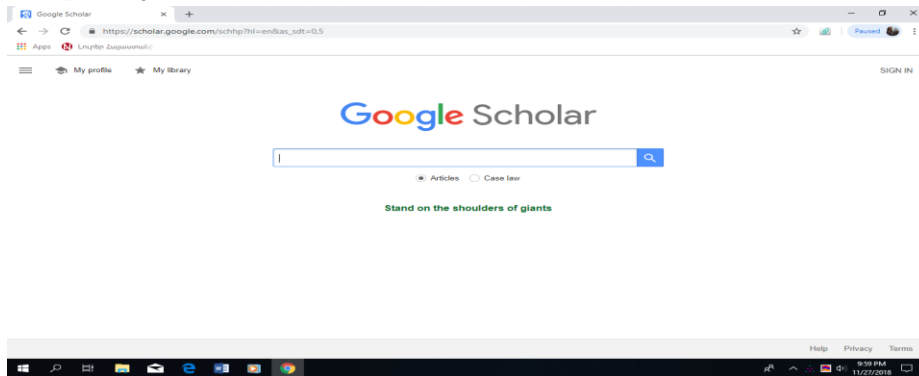 Google Scholar
https://scholar.google.com/schhp?hl=en&as_sdt=0,5
Paused
Apps
My profile My library SIGN IN
Google Scholar
Articles Case law
Stand on the shoulders of giants
Help Privacy Terms
9:59 PM
11/27/2018